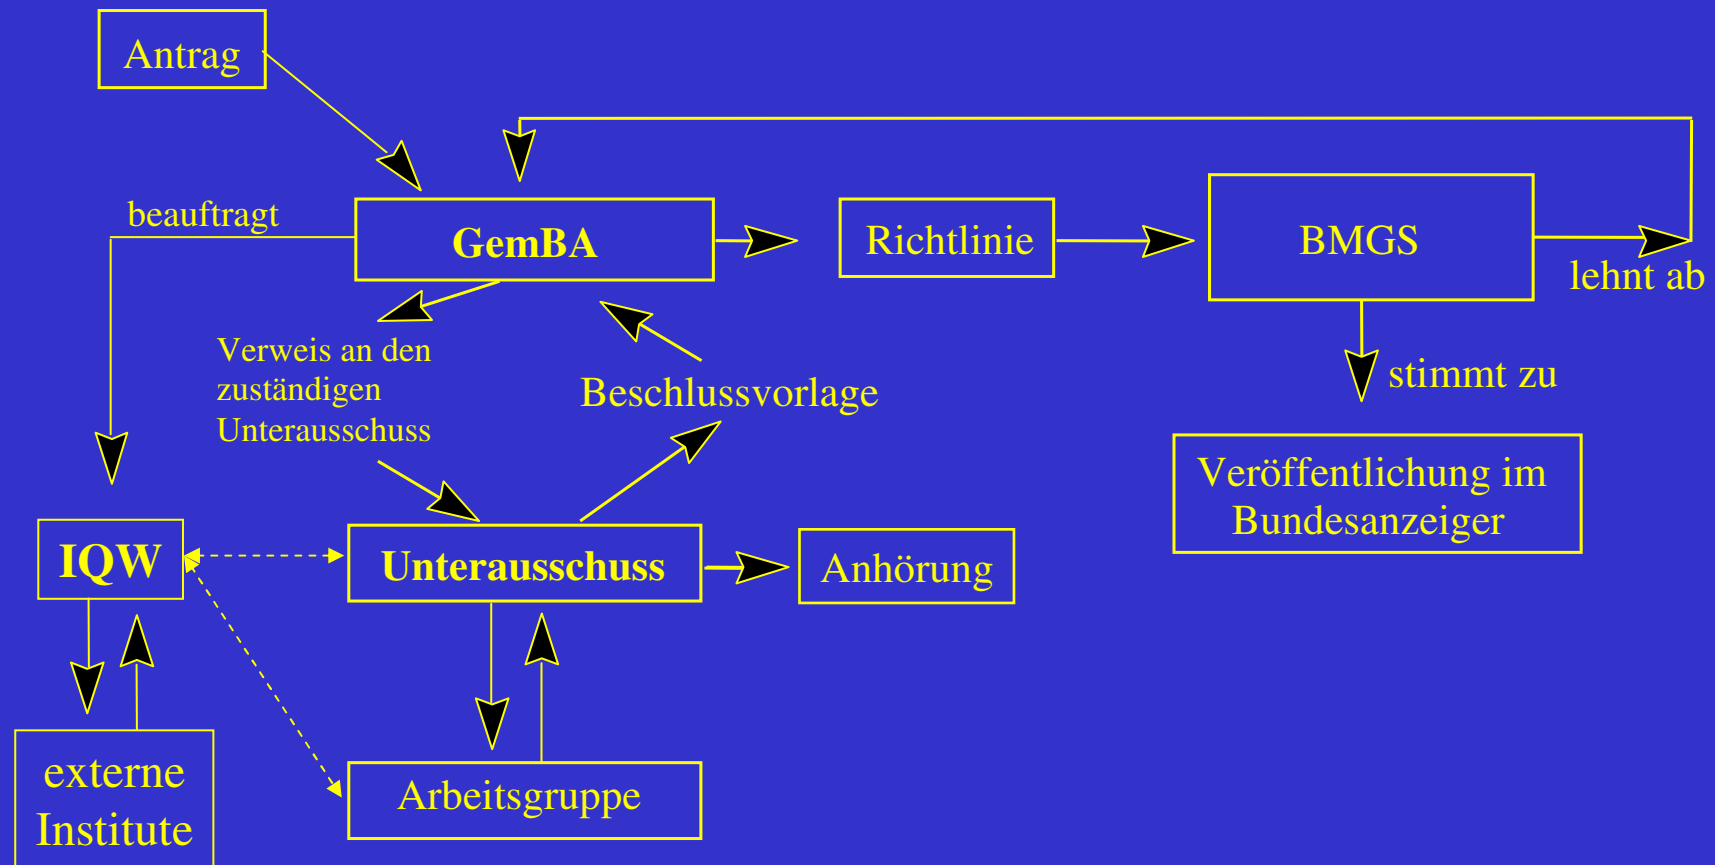 Antrag
beauftragt
GemBA
Richtlinie
BMGS
lehnt ab
Verweis an den
zuständigen
Unterausschuss
Beschlussvorlage
stimmt zu
Veröffentlichung im
Bundesanzeiger
IQW
Unterausschuss
Anhörung
externe
Institute
Arbeitsgruppe